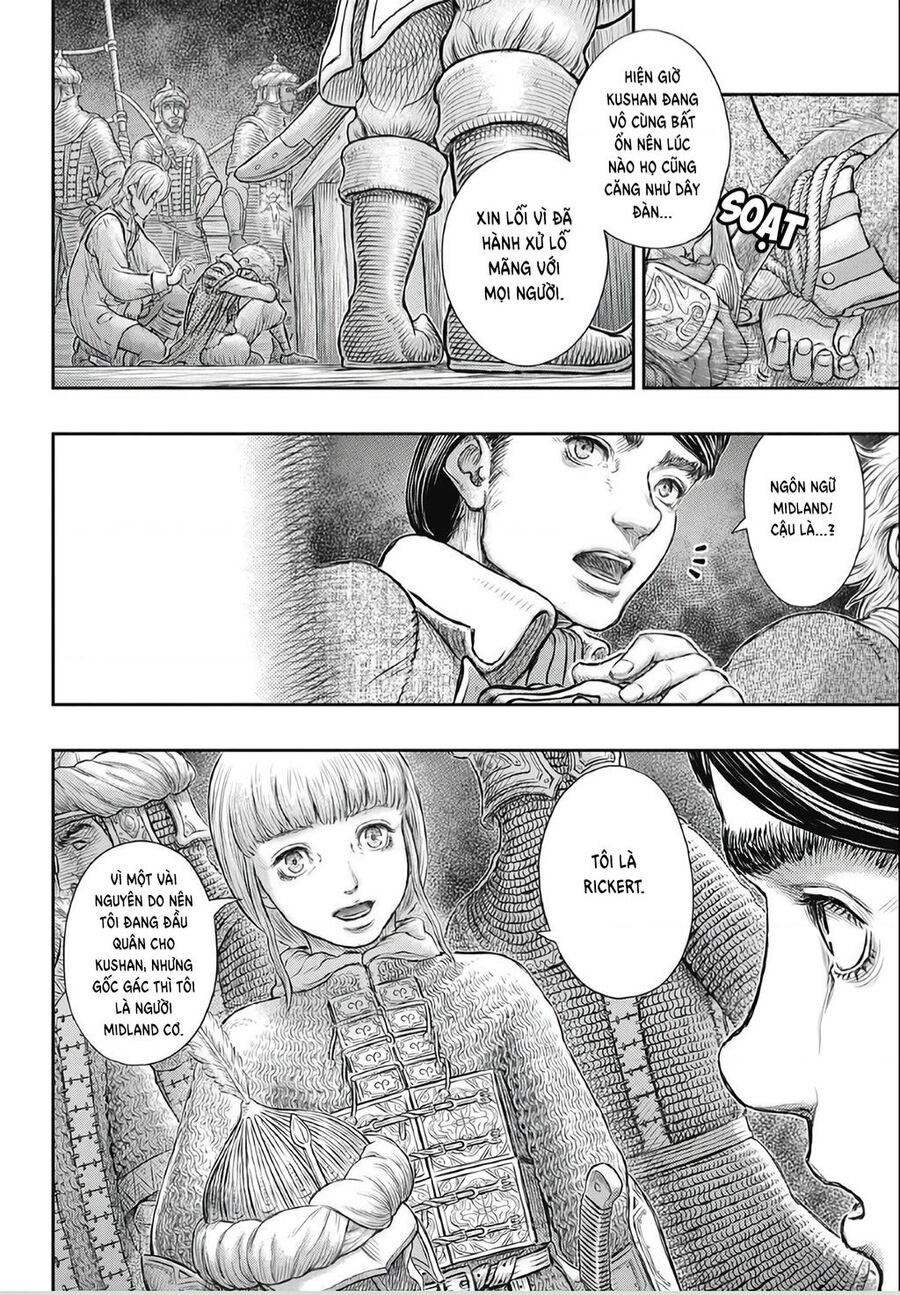 HIỆN GIỜ
KUSHAN ĐANG
VÔ CÙNG BẤT
ỔN NÊN LÚC
NÀO HỌ CŨNG
CĂNG NHƯ DÂY
ĐÀN...
SOẠT
XIN LỖI VÌ ĐÃ
HÀNH XỬ LỖ
MÃNG VỚI
MỌI NGƯỜI.
NGÔN NGỮ
MIDLAND!
CẬU LÀ...?
TÔI LÀ
RICKERT.
VÌ MỘT VÀI
NGUYÊN DO NÊN
TÔI ĐANG ĐẦU
QUÂN CHO
KUSHAN, NHƯNG
GỐC GÁC THÌ TÔI
LÀ NGƯỜI
MIDLAND CƠ.